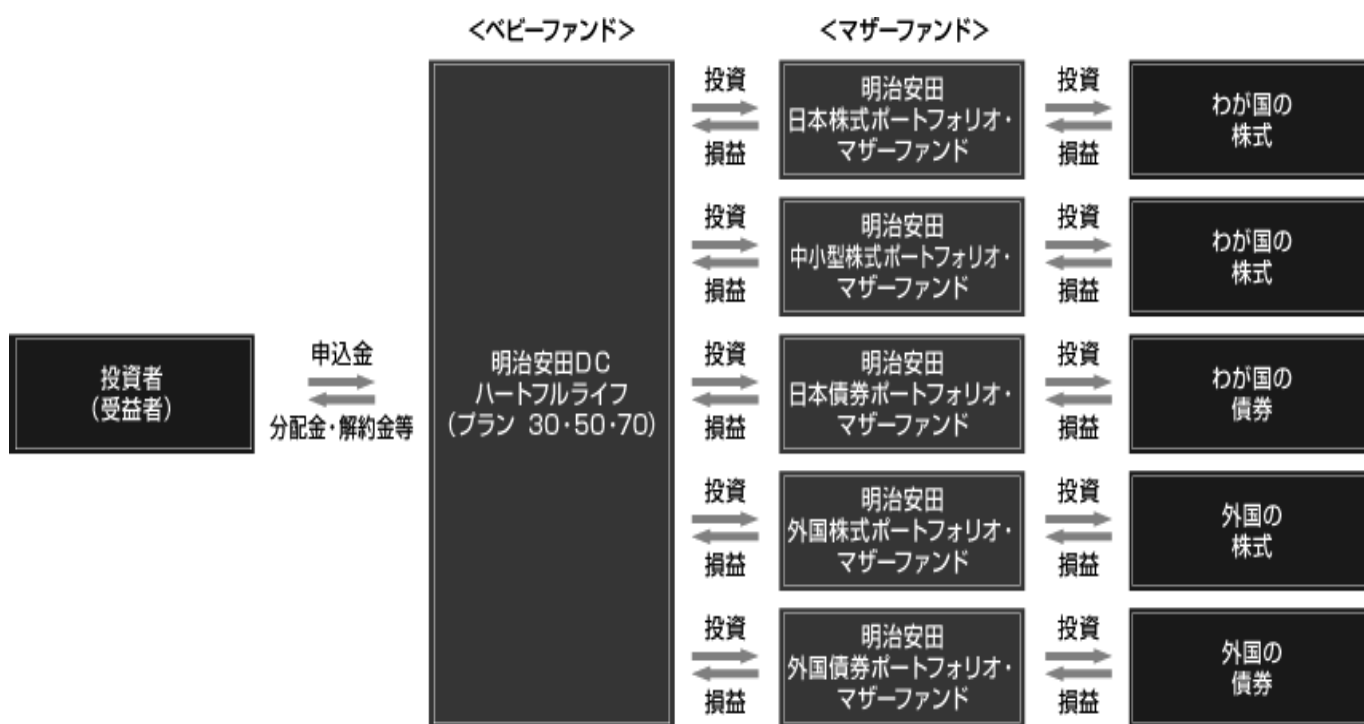 <ベビーファンド>
<マザーファンド>
投資者
(受益者)
申込金
分配金・解約金等
明治安田DC
ハートフルライフ
(プラン 30・50・70)
投資
損益
明治安田
日本株式ポートフォリオ・
マザーファンド
投資
損益
わが国の
株式
投資
損益
明治安田
中小型株式ポートフォリオ・
マザーファンド
投資
損益
わが国の
株式
投資
損益
明治安田
日本債券ポートフォリオ・
マザーファンド
投資
損益
わが国の
債券
投資
損益
明治安田
外国株式ポートフォリオ・
マザーファンド
投資
損益
外国の
株式
投資
損益
明治安田
外国債券ポートフォリオ・
マザーファンド
投資
損益
外国の
債券